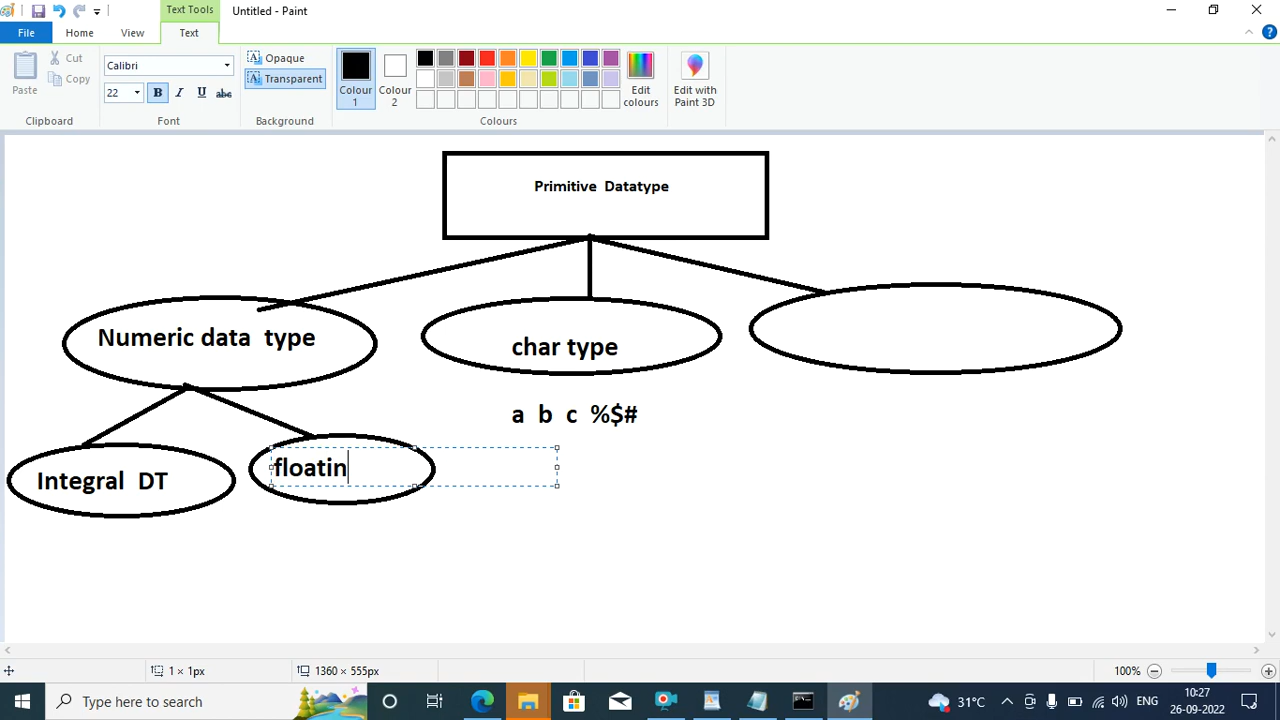 Text Tools
Untitled - Paint
File
Home
View
Text
Paste
Cut
Copy
Clipboard
Calibri
22
B
I
U
abc
Font
Opaque
Transparent
Background
Colour 1
Colour 2
Edit colours
Colours
Edit with Paint 3D
Primitive Datatype
Numeric data type
char type
a b c %$#
Integral DT
floatin
1 × 1px
1360 × 555px
100%
Type here to search
31°C
ENG
10:27
26-09-2022